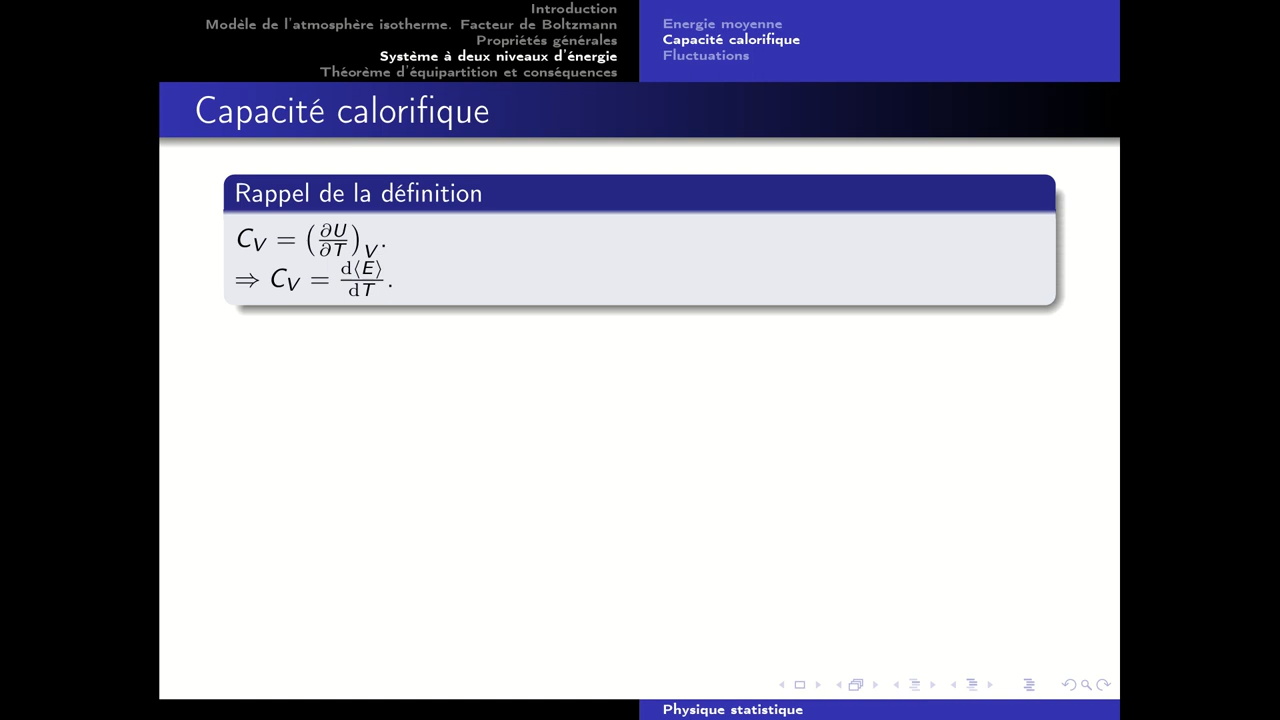 Introduction
Modèle de l'atmosphère isotherme. Facteur de Boltzmann
Propriétés générales
Système à deux niveaux d'énergie
Théorème d'équipartition et conséquences
Energie moyenne
Capacité calorifique
Fluctuations
Capacité calorifique
Rappel de la définition
C_V = (∂U/∂T)_V.
⇒ C_V = d⟨E⟩/dT.
Physique statistique